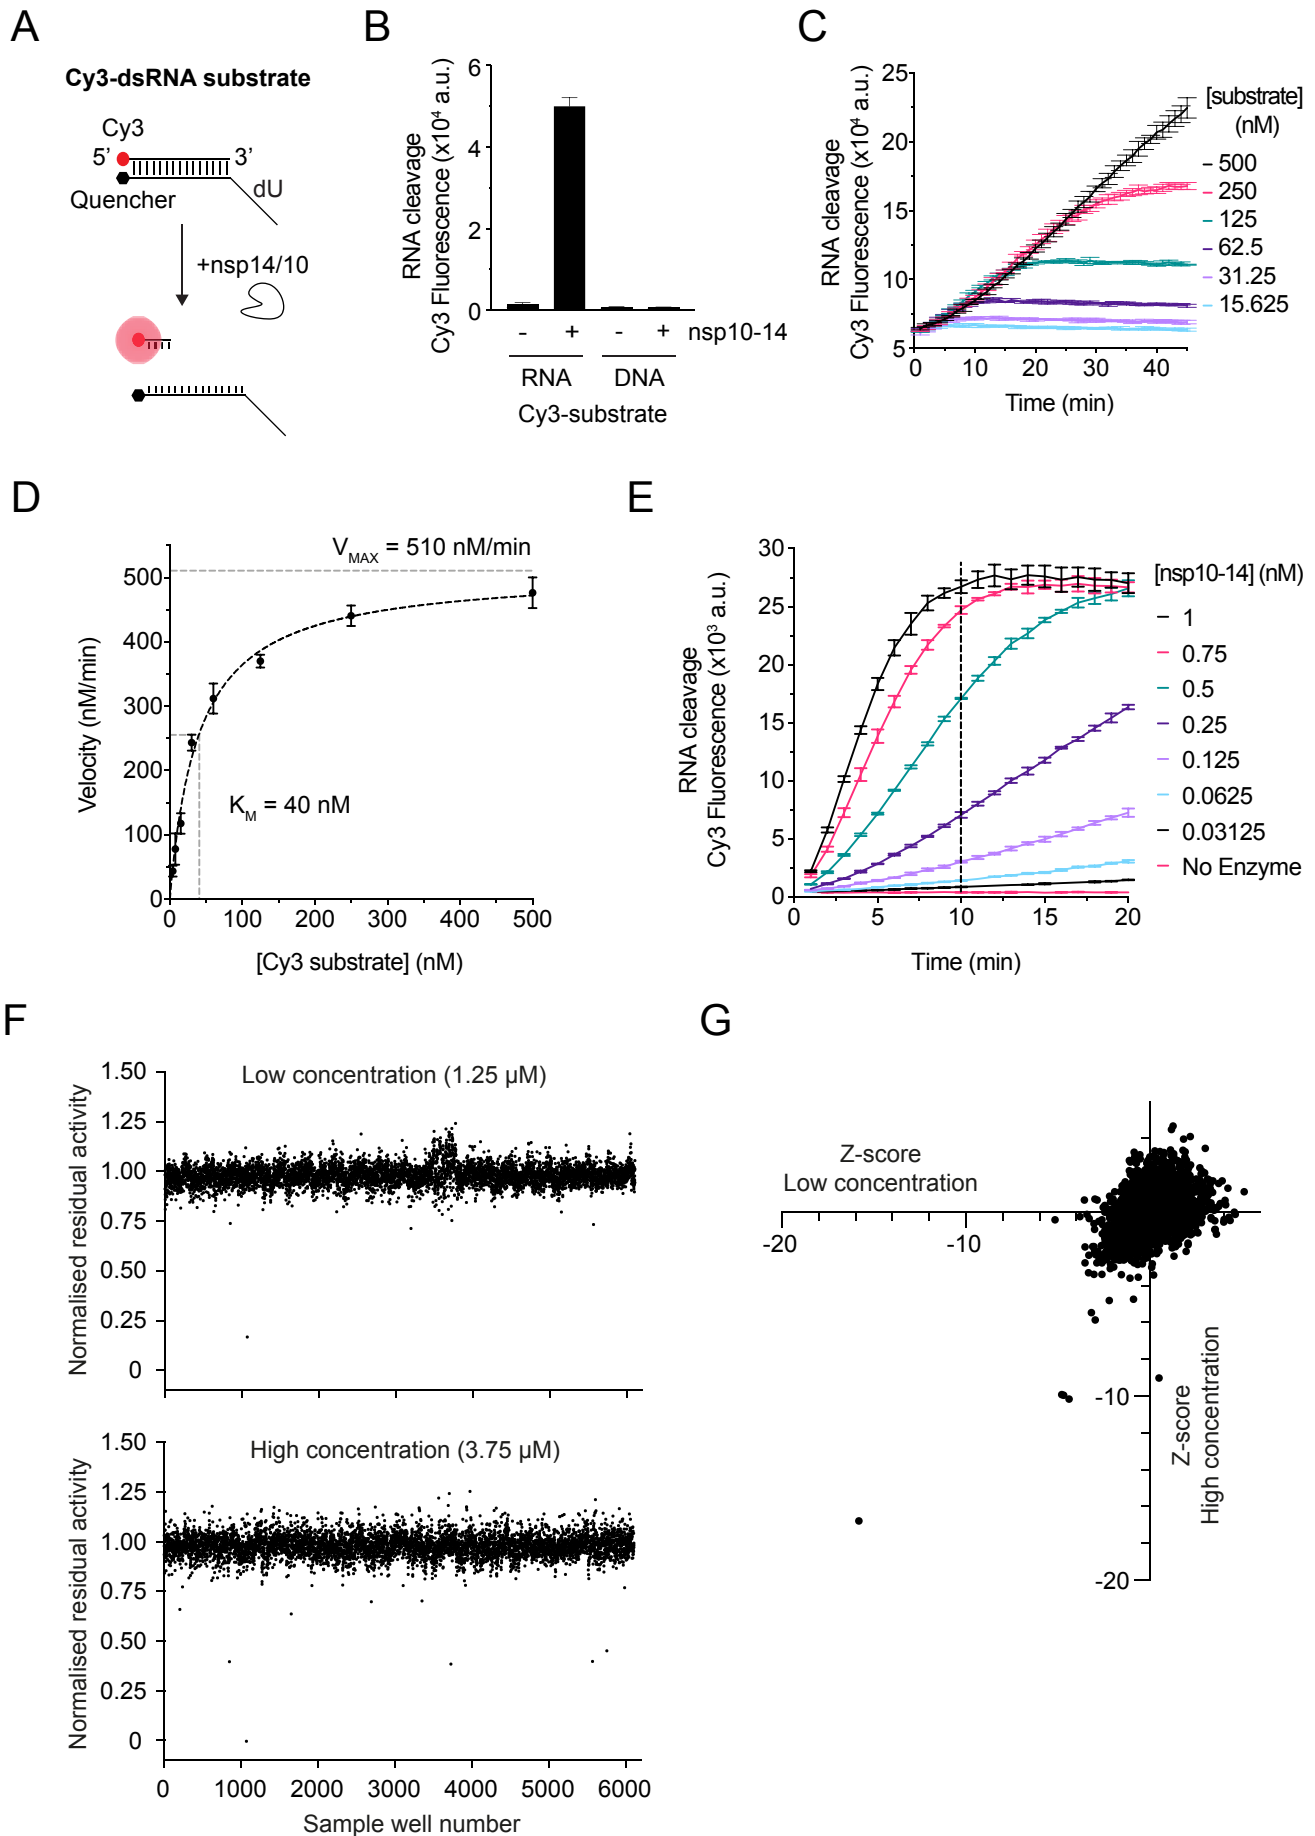 A
Cy3-dsRNA substrate
Cy3
5’
3’
Quencher
dU
+nsp14/10
B
RNA cleavage
Cy3 Fluorescence (x10⁴ a.u.)
6
4
2
0
- + - + nsp10-14
RNA DNA
Cy3-substrate
C
RNA cleavage
Cy3 Fluorescence (x10⁴ a.u.)
25
20
15
10
5
0 10 20 30 40
Time (min)
[substrate]
(nM)
500
250
125
62.5
31.25
15.625
D
V_MAX = 510 nM/min
K_M = 40 nM
Velocity (nM/min)
500
400
300
200
100
0
0 100 200 300 400 500
[Cy3 substrate] (nM)
E
RNA cleavage
Cy3 Fluorescence (x10³ a.u.)
30
25
20
15
10
5
0
0 5 10 15 20
Time (min)
[nsp10-14] (nM)
1
0.75
0.5
0.25
0.125
0.0625
0.03125
No Enzyme
F
Low concentration (1.25 µM)
Normalised residual activity
1.50
1.25
1.00
0.75
0.50
0.25
0
High concentration (3.75 µM)
Normalised residual activity
1.50
1.25
1.00
0.75
0.50
0.25
0
0 1000 2000 3000 4000 5000 6000
Sample well number
G
Z-score
Low concentration
-20 -10
-10
-20
Z-score
High concentration